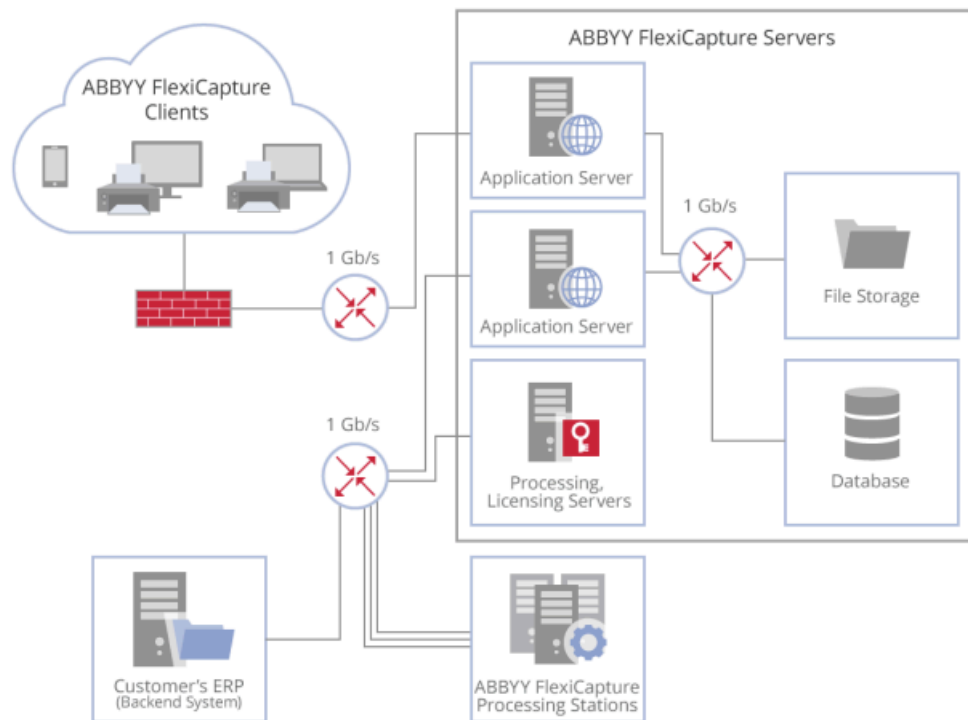 ABBYY FlexiCapture Servers
ABBYY FlexiCapture
Clients
Application Server
1 Gb/s
1 Gb/s
File Storage
Application Server
1 Gb/s
Processing,
Licensing Servers
Database
Customer's ERP
(Backend System)
ABBYY FlexiCapture
Processing Stations